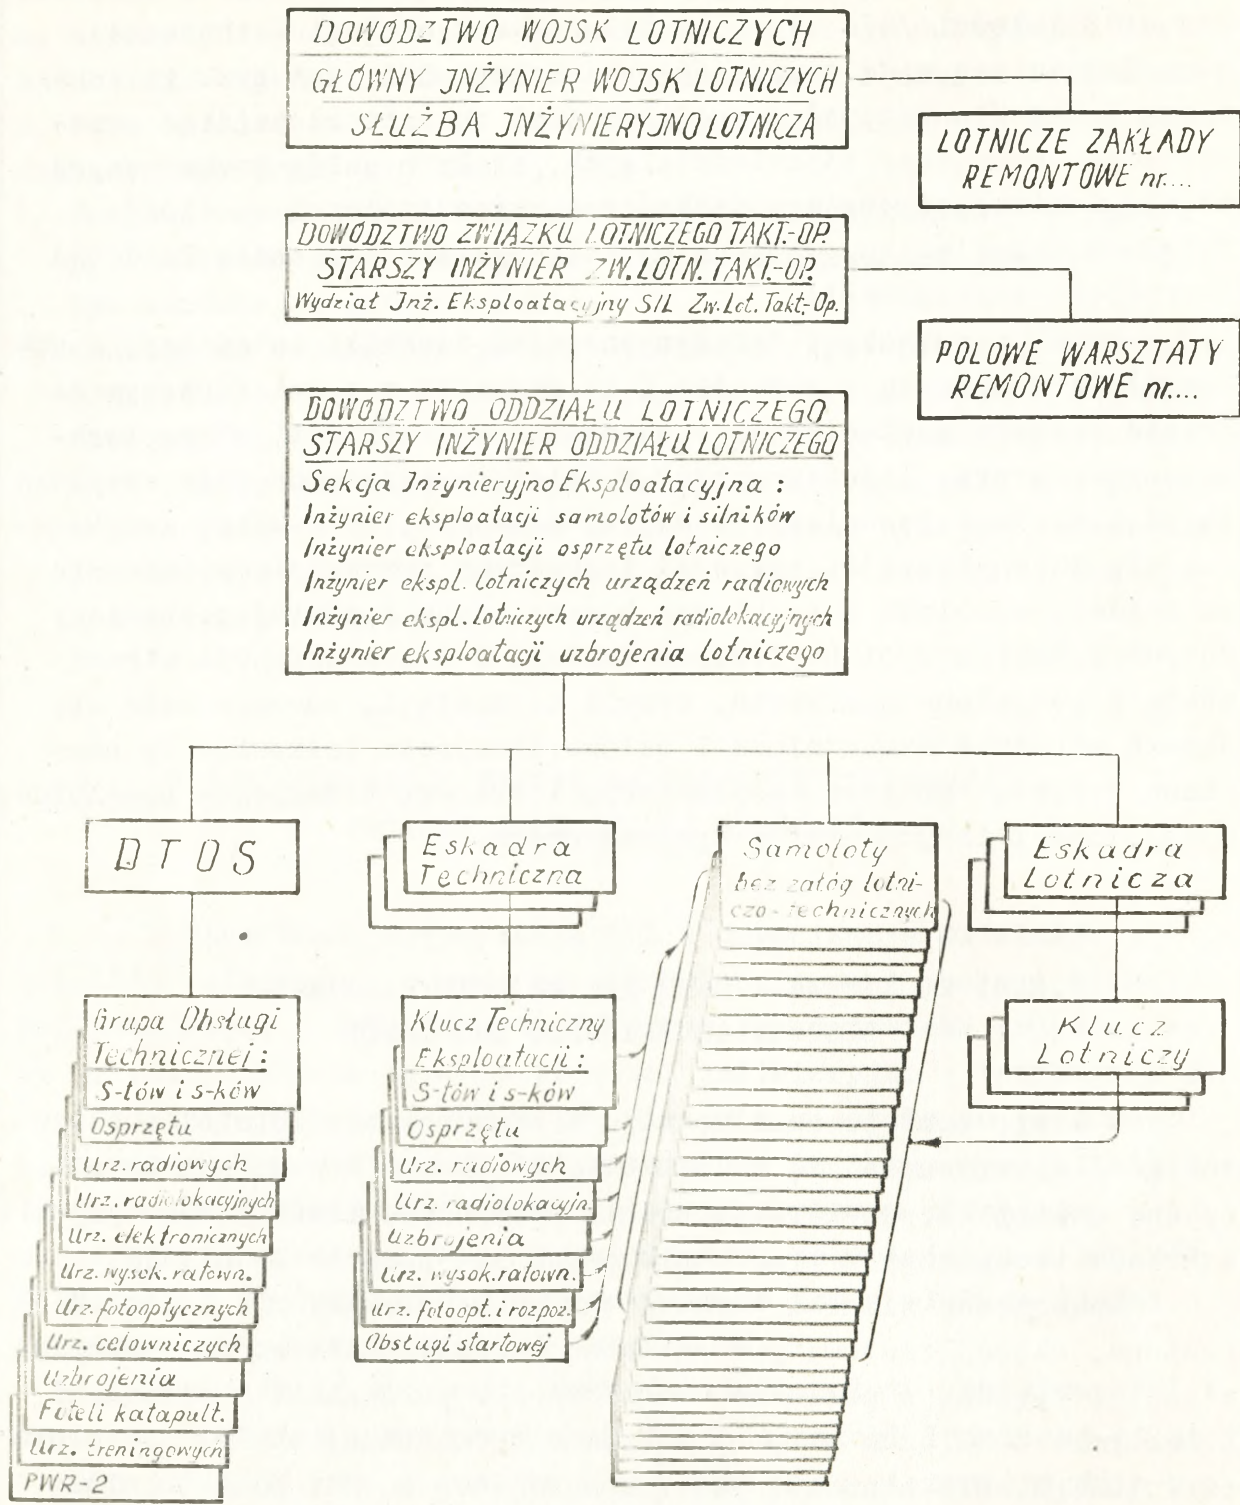 DOWÓDZTWO WOJSK LOTNICZYCH
GŁÓWNY JNŻYNIER WOJSK LOTNICZYCH
SŁUŻBA JNŻYNIERYJNO LOTNICZA
LOTNICZE ZAKŁADY
REMONTOWE nr....
DOWÓDZTWO ZWIĄZKU LOTNICZEGO TAKT.-OP.
STARSZY INŻYNIER ZW. LOTN. TAKT.-OP.
Wydział Jnż. Eksploatacyjny SIL Zw. Lot. Takt.-Op.
POLOWE WARSZTATY
REMONTOWE nr....
DOWÓDZTWO ODDZIAŁU LOTNICZEGO
STARSZY INŻYNIER ODDZIAŁU LOTNICZEGO
Sekcja Jnżynieryjno Eksploatacyjna :
Inżynier eksploatacji samolotów i silników
Inżynier eksploatacji osprzętu lotniczego
Inżynier ekspl. lotniczych urządzeń radiowych
Inżynier ekspl. lotniczych urządzeń radiolokacyjnych
Inżynier eksploatacji uzbrojenia lotniczego
DTOS
Eskadra
Techniczna
Samoloty
bez załóg lotni-
czo-technicznych
Eskadra
Lotnicza
Grupa Obsługi
Technicznej :
S-tów i s-ków
Osprzętu
Urz. radiowych
Urz. radiolokacyjnych
Urz. elektronicznych
Urz. wysok. ratown.
Urz. fotooptycznych
Urz. celowniczych
Uzbrojenia
Foteli katapult.
Urz. treningowych
PWR-2
Klucz Techniczny
Eksploatacji :
S-tów i s-ków
Osprzętu
Urz. radiowych
Urz. radiolokacyjn.
Uzbrojenia
Urz. wysok. ratown.
Urz. fotoopt. i rozpoz.
Obsługi startowej
Klucz
Lotniczy